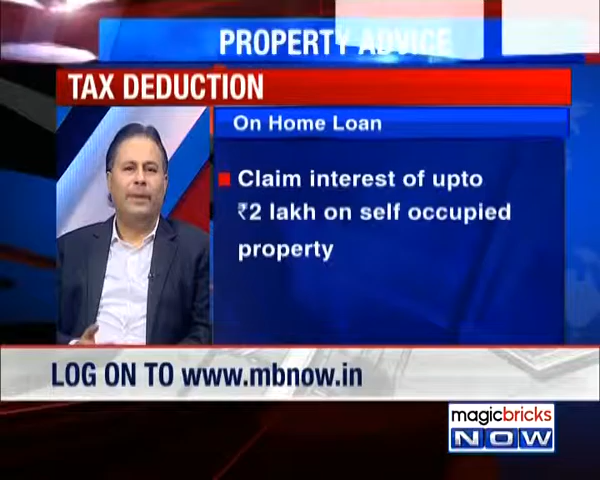 PROPERTY ADVICE
TAX DEDUCTION
On Home Loan
Claim interest of upto
₹2 lakh on self occupied
property
LOG ON TO www.mbnow.in
magicbricks
NOW